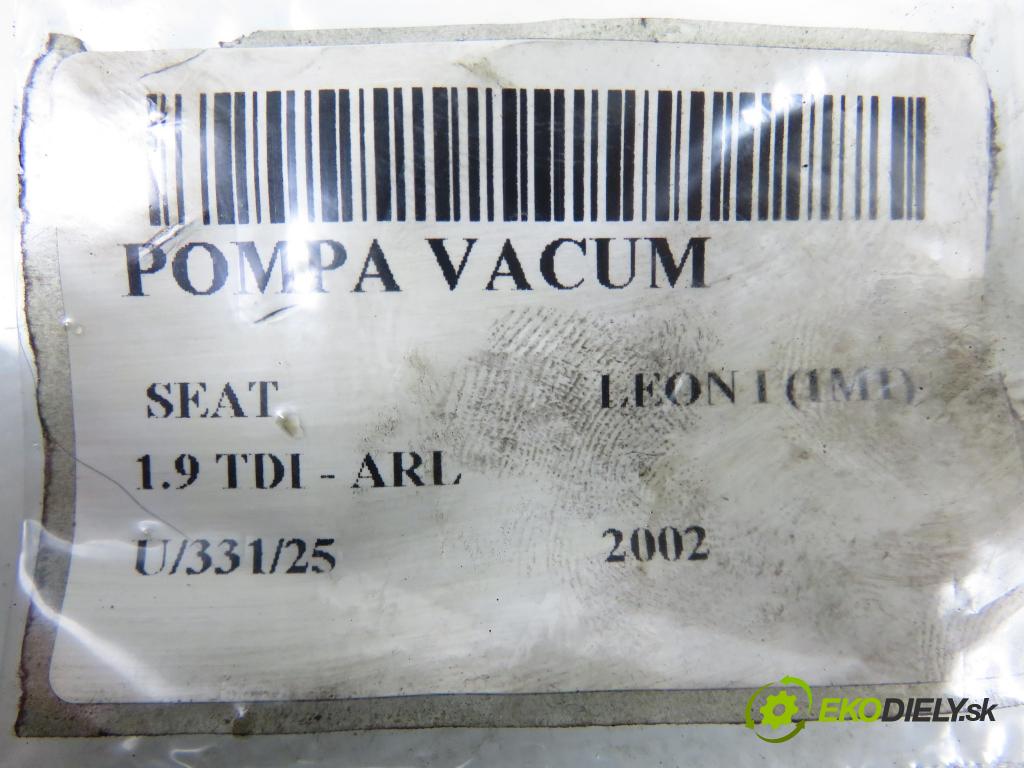 POMPA VACUM
SEAT LEON I (1M1)
1.9 TDI - ARL
U/331/25 2002
EKODIELY.sk